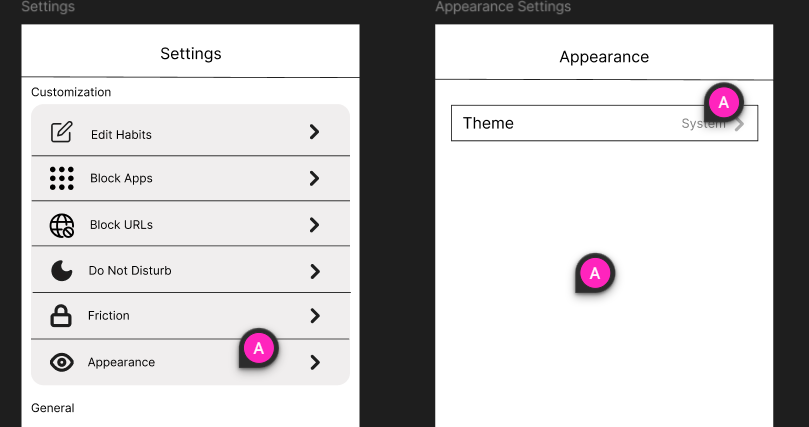 Settings
Settings
Customization
Edit Habits
Block Apps
Block URLs
Do Not Disturb
Friction
A
Appearance
General
Appearance Settings
Appearance
A
Theme
System
A